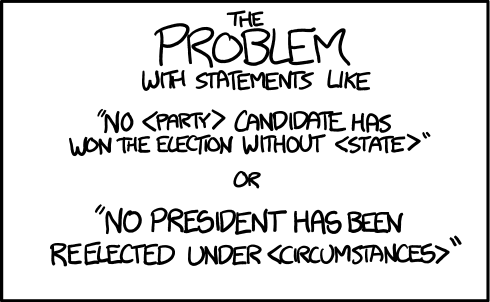 THE
PROBLEM
WITH STATEMENTS LIKE
"NO <PARTY> CANDIDATE HAS
WON THE ELECTION WITHOUT <STATE>"
OR
"NO PRESIDENT HAS BEEN
REELECTED UNDER <CIRCUMSTANCES>"